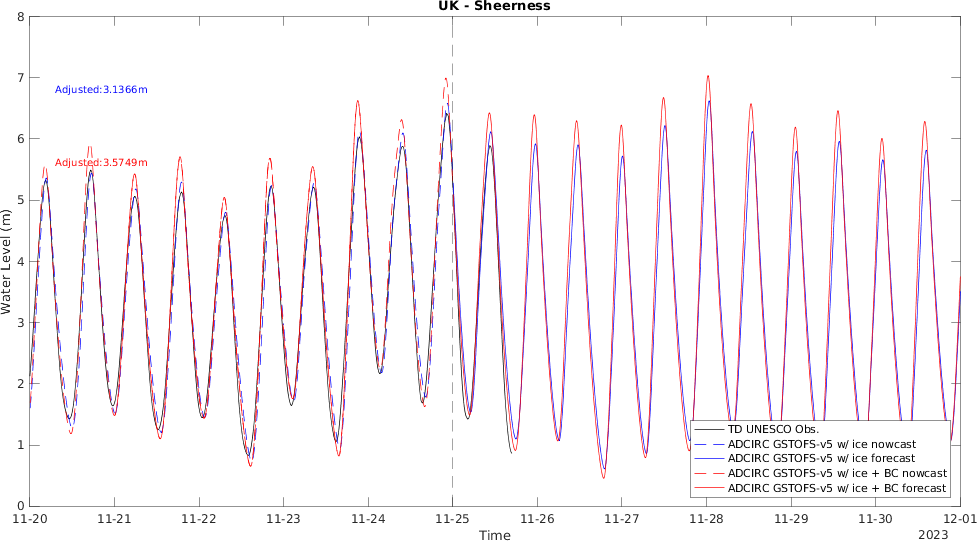 UK - Sheerness
8
7
6
5
4
3
2
1
0
Water Level (m)
Adjusted:3.1366m
Adjusted:3.5749m
TD UNESCO Obs.
ADCIRC GSTOFS-v5 w/ ice nowcast
ADCIRC GSTOFS-v5 w/ ice forecast
ADCIRC GSTOFS-v5 w/ ice + BC nowcast
ADCIRC GSTOFS-v5 w/ ice + BC forecast
11-20 11-21 11-22 11-23 11-24 11-25 11-26 11-27 11-28 11-29 11-30 12-01
Time
2023